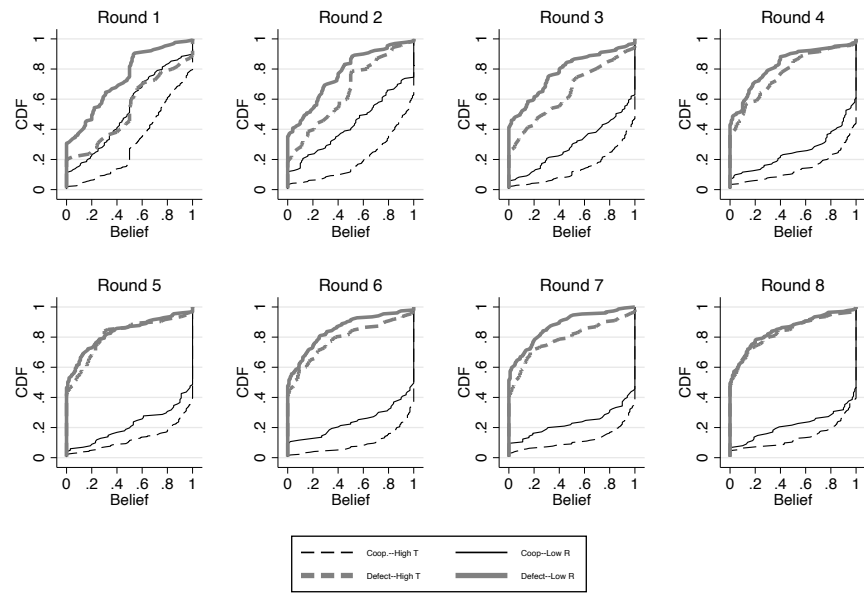 Round 1 Round 2 Round 3 Round 4
CDF 0 .2 .4 .6 .8 1 CDF 0 .2 .4 .6 .8 1 CDF 0 .2 .4 .6 .8 1 CDF 0 .2 .4 .6 .8 1
0 .2 .4 .6 .8 1 0 .2 .4 .6 .8 1 0 .2 .4 .6 .8 1 0 .2 .4 .6 .8 1
Belief Belief Belief Belief
Round 5 Round 6 Round 7 Round 8
CDF 0 .2 .4 .6 .8 1 CDF 0 .2 .4 .6 .8 1 CDF 0 .2 .4 .6 .8 1 CDF 0 .2 .4 .6 .8 1
0 .2 .4 .6 .8 1 0 .2 .4 .6 .8 1 0 .2 .4 .6 .8 1 0 .2 .4 .6 .8 1
Belief Belief Belief Belief
Coop.--High T Coop--Low R
Defect--High T Defect--Low R